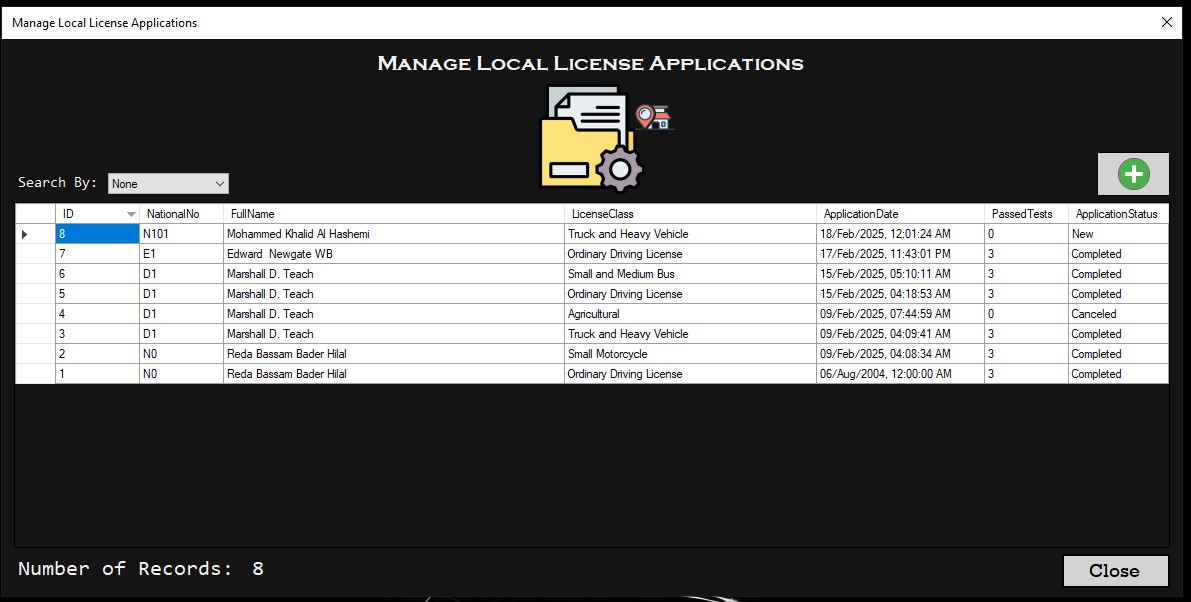 Manage Local License Applications
MANAGE LOCAL LICENSE APPLICATIONS
Search By: None
ID NationalNo FullName LicenseClass ApplicationDate PassedTests ApplicationStatus
8 N101 Mohammed Khalid Al Hashemi Truck and Heavy Vehicle 18/Feb/2025, 12:01:24 AM 0 New
7 E1 Edward  Newgate WB Ordinary Driving License 17/Feb/2025, 11:43:01 PM 3 Completed
6 D1 Marshall D. Teach Small and Medium Bus 15/Feb/2025, 05:10:11 AM 3 Completed
5 D1 Marshall D. Teach Ordinary Driving License 15/Feb/2025, 04:18:53 AM 3 Completed
4 D1 Marshall D. Teach Agricultural 09/Feb/2025, 07:44:59 AM 0 Canceled
3 D1 Marshall D. Teach Truck and Heavy Vehicle 09/Feb/2025, 04:09:41 AM 3 Completed
2 N0 Reda Bassam Bader Hilal Small Motorcycle 09/Feb/2025, 04:08:34 AM 3 Completed
1 N0 Reda Bassam Bader Hilal Ordinary Driving License 06/Aug/2004, 12:00:00 AM 3 Completed
Number of Records: 8
Close